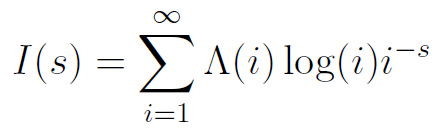 I(s) = \sum_{i=1}^{\infty} \Lambda(i) \log(i) i^{-s}